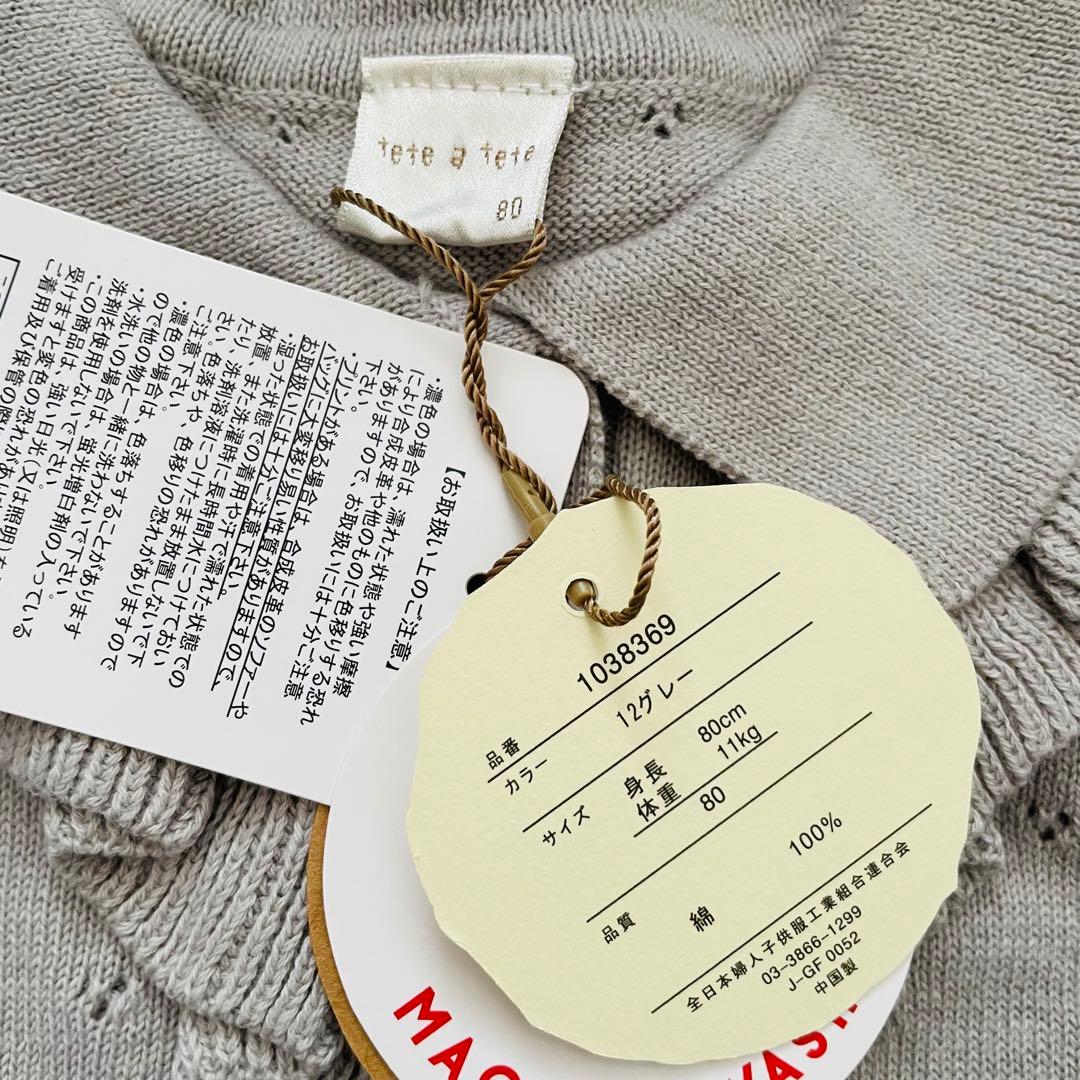 tete a tete
80
【お取扱い上のご注意】
・濃色の場合は、濡れた状態や強い摩擦
により合成皮革や他のものに色移りする恐れ
がありますので、お取扱いには十分ご注意
下さい。
・プリントがある場合は、合成皮革のソファーや
バッグに大変移り易い性質がありますので、
お取扱いには十分ご注意下さい。
・湿った状態での着用や汗で濡れた状態での
放置、また洗濯時に長時間水につけておい
たり、洗剤溶液につけたまま放置しないで下
さい。色落ちや、色移りの恐れがありますので
ご注意下さい。
・濃色の場合は、色落ちすることがあります
ので他の物と一緒に洗わないで下さい。
・水洗いの場合は、蛍光増白剤の入っている
洗剤を使用しないで下さい。
・この商品は、強い日光(又は照明)を
受けますと変色の恐れがあ
ご着用及び保管の際
品番 1038369
カラー 12グレー
サイズ 身長 80cm
体重 11kg
80
品質 綿 100%
全日本婦人子供服工業組合連合会
03-3866-1299
J-GF 0052
中国製